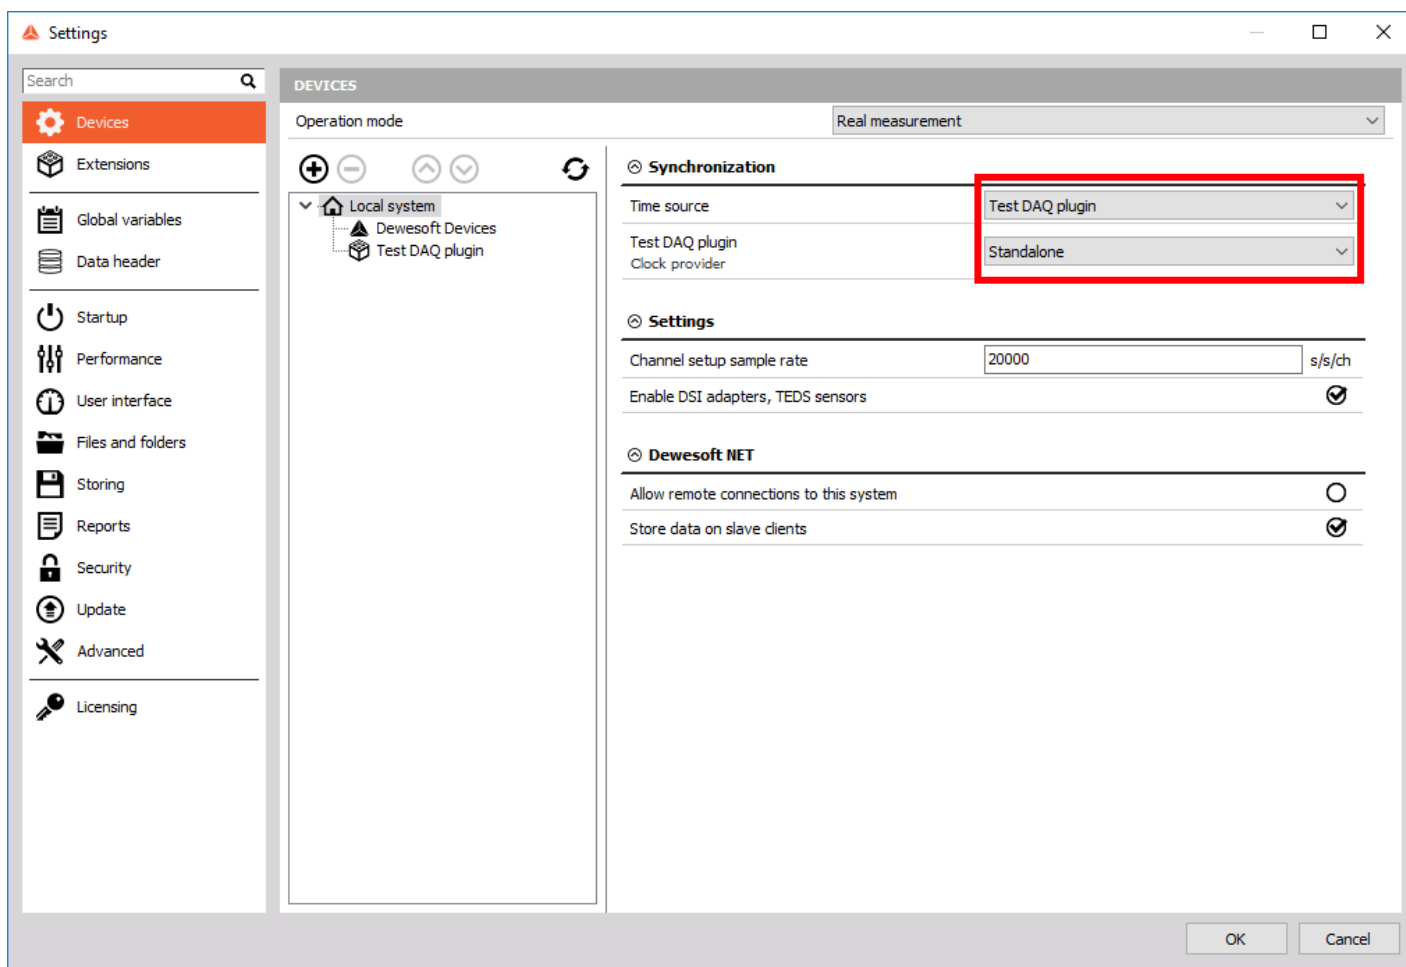 Settings
Search
DEVICES
Devices
Operation mode
Real measurement
Extensions
Global variables
Data header
Startup
Performance
User interface
Files and folders
Storing
Reports
Security
Update
Advanced
Licensing
Local system
Dewesoft Devices
Test DAQ plugin
Synchronization
Time source
Test DAQ plugin
Test DAQ plugin
Clock provider
Standalone
Settings
Channel setup sample rate
20000
s/s/ch
Enable DSI adapters, TEDS sensors
Dewesoft NET
Allow remote connections to this system
Store data on slave clients
OK
Cancel